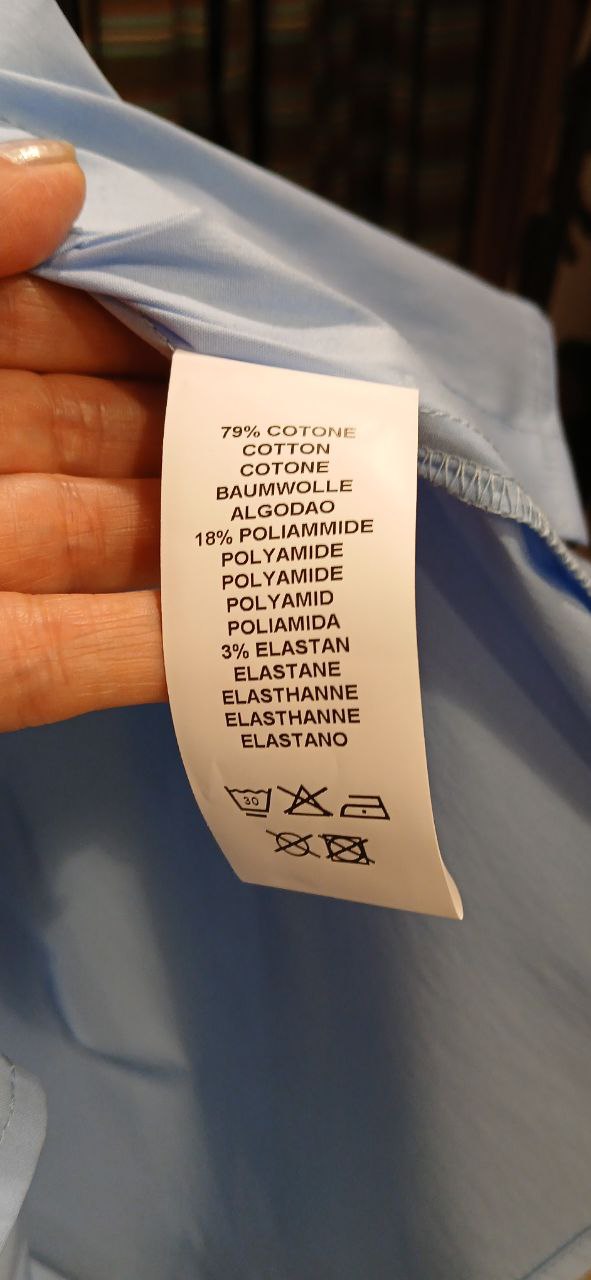 79% COTONE
COTTON
COTONE
BAUMWOLLE
ALGODAO
18% POLIAMMIDE
POLYAMIDE
POLYAMIDE
POLYAMID
POLIAMIDA
3% ELASTAN
ELASTANE
ELASTHANNE
ELASTHANNE
ELASTANO
30